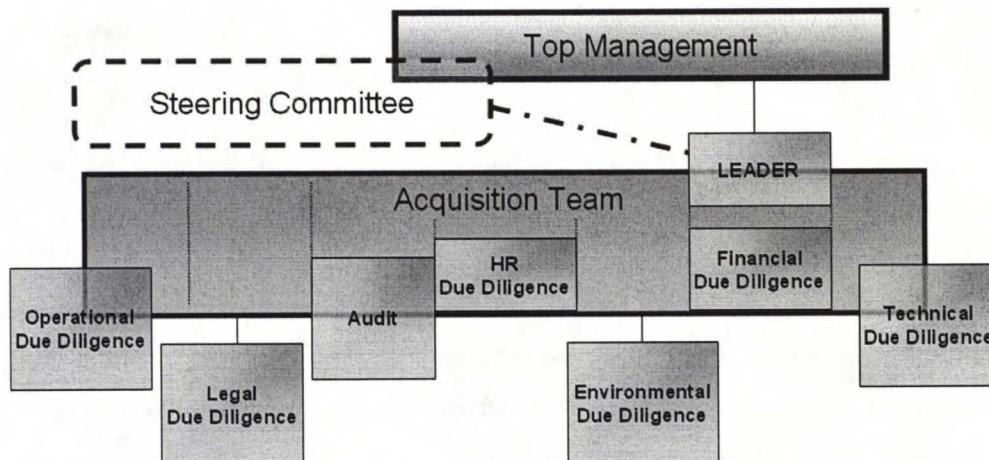 Top Management
Steering Committee
LEADER
Acquisition Team
HR
Due Diligence
Financial
Due Diligence
Operational
Due Diligence
Audit
Technical
Due Diligence
Legal
Due Diligence
Environmental
Due Diligence